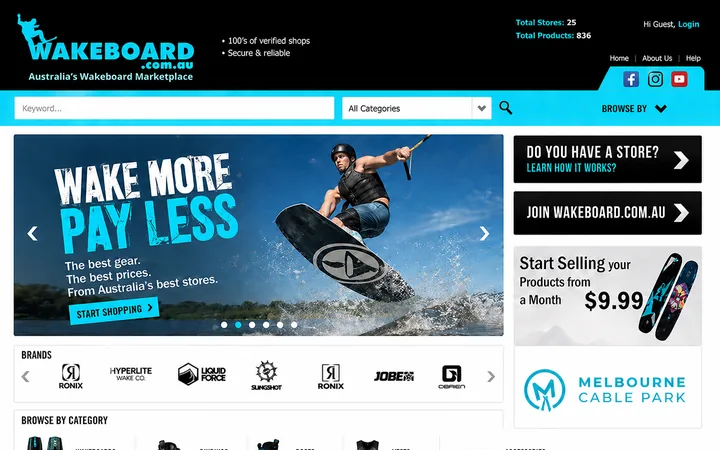 WAKEBOARD
.com.au
Australia's Wakeboard Marketplace
• 100's of verified shops
• Secure & reliable
Total Stores: 25
Total Products: 836
Hi Guest, Login
Home | About Us | Help
Keyword...
All Categories
BROWSE BY
WAKE MORE
PAY LESS
The best gear.
The best prices.
From Australia's best stores.
START SHOPPING
DO YOU HAVE A STORE?
LEARN HOW IT WORKS?
JOIN WAKEBOARD.COM.AU
Start Selling your
Products from
a Month $9.99
MELBOURNE
CABLE PARK
BRANDS
RONIX
HYPERLITE
WAKE CO.
LIQUID
FORCE
SLINGSHOT
RONIX
JOBE
OBRIEN
BROWSE BY CATEGORY